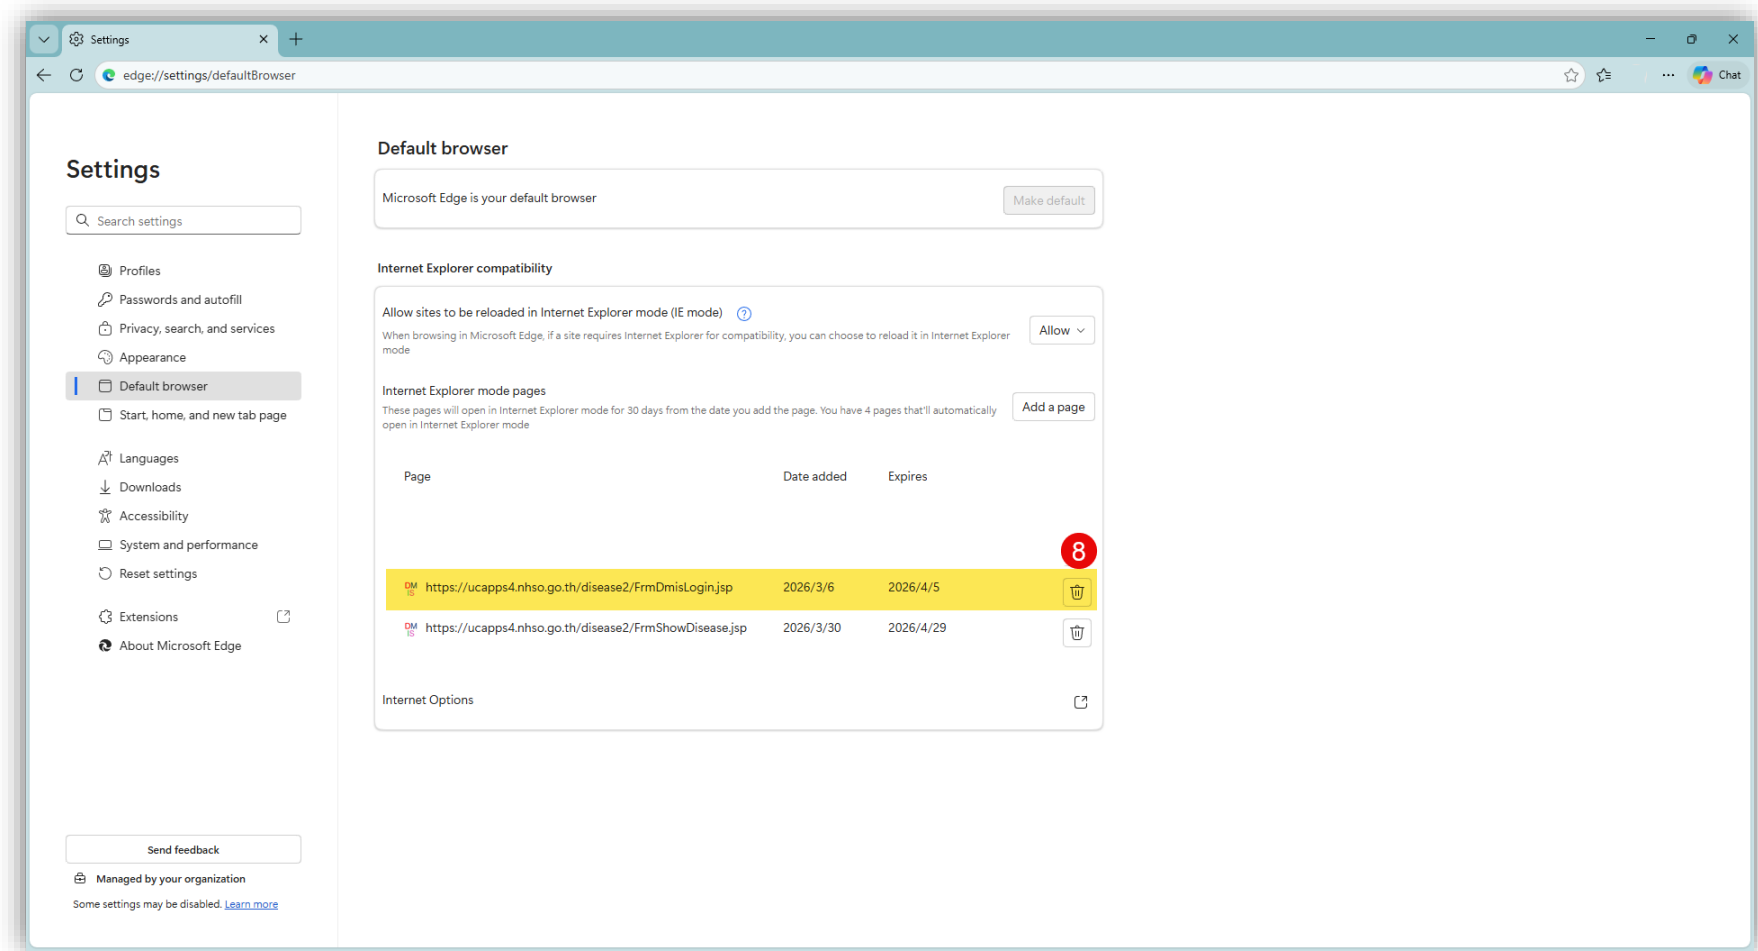 Settings
edge://settings/defaultBrowser
Chat
Settings
Search settings
Profiles
Passwords and autofill
Privacy, search, and services
Appearance
Default browser
Start, home, and new tab page
Languages
Downloads
Accessibility
System and performance
Reset settings
Extensions
About Microsoft Edge
Send feedback
Managed by your organization
Some settings may be disabled. Learn more
Default browser
Microsoft Edge is your default browser
Make default
Internet Explorer compatibility
Allow sites to be reloaded in Internet Explorer mode (IE mode)
When browsing in Microsoft Edge, if a site requires Internet Explorer for compatibility, you can choose to reload it in Internet Explorer
mode
Allow
Internet Explorer mode pages
These pages will open in Internet Explorer mode for 30 days from the date you add the page. You have 4 pages that'll automatically
open in Internet Explorer mode
Add a page
Page Date added Expires
8
DMIS https://ucapps4.nhso.go.th/disease2/FrmDmisLogin.jsp 2026/3/6 2026/4/5
DMIS https://ucapps4.nhso.go.th/disease2/FrmShowDisease.jsp 2026/3/30 2026/4/29
Internet Options